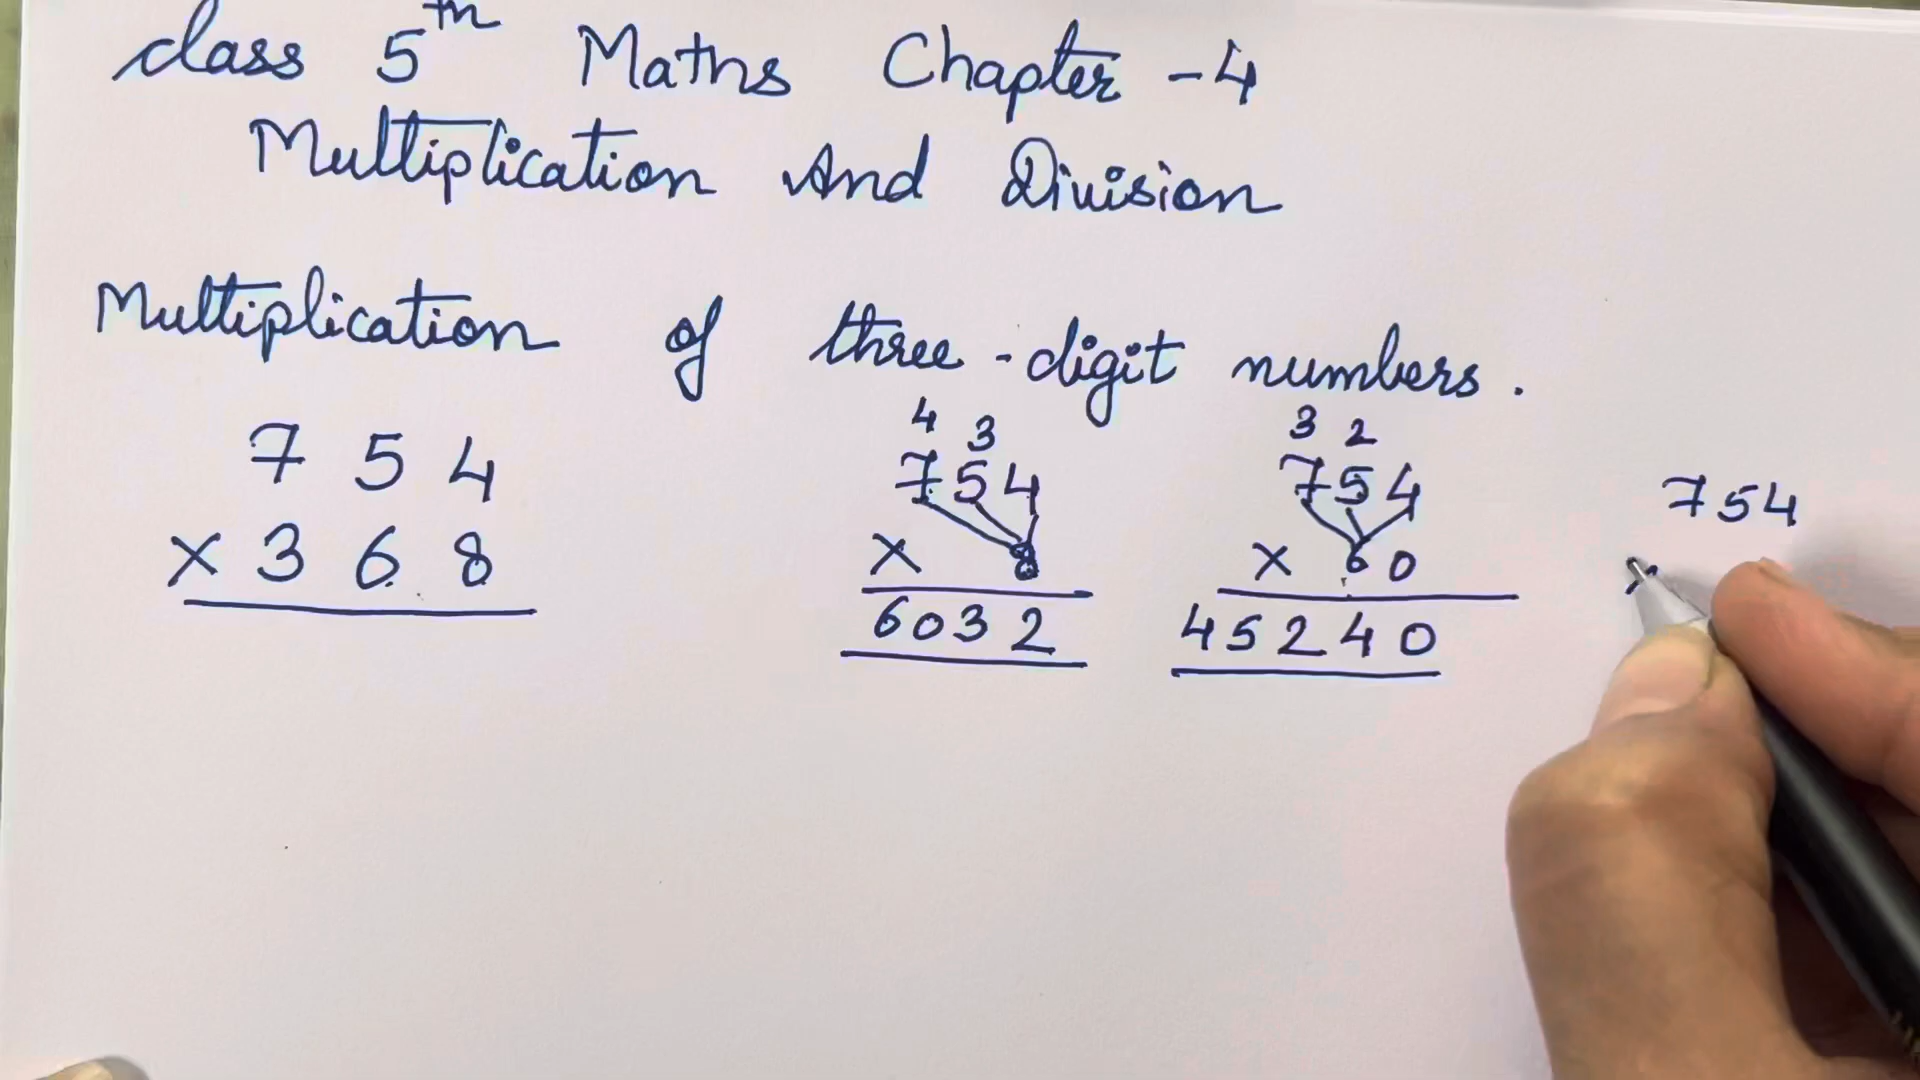 class 5th Maths Chapter - 4
Multiplication And Division
Multiplication of three-digit numbers.
7 5 4
× 3 6 8
4 3
754
× 8
6032
3 2
754
× 60
45240
754
×